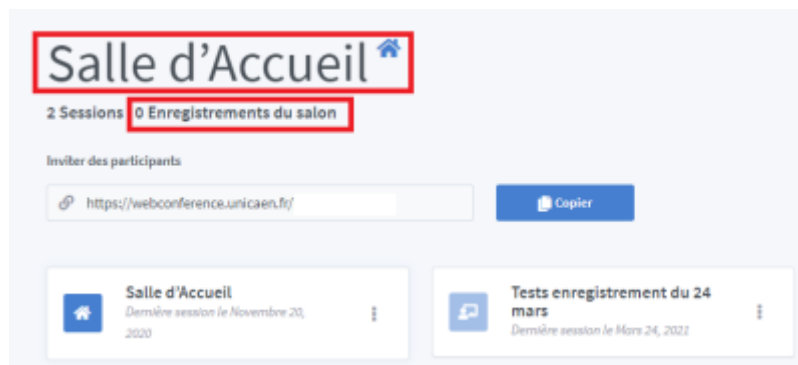 Salle d'Accueil
2 Sessions 0 Enregistrements du salon
Inviter des participants
https://webconference.unicaen.fr/
Copier
Salle d'Accueil
Dernière session le Novembre 20,
2020
Tests enregistrement du 24
mars
Dernière session le Mars 24, 2021